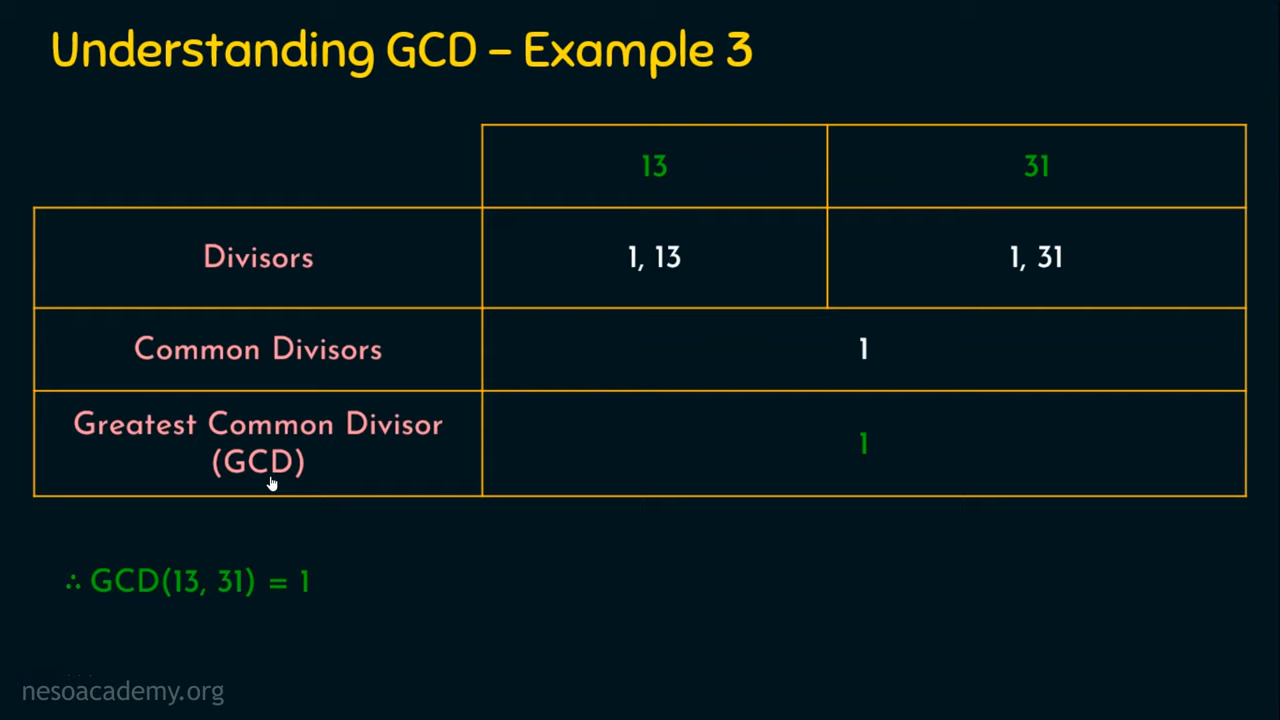 Understanding GCD – Example 3
13 31
Divisors 1, 13 1, 31
Common Divisors 1
Greatest Common Divisor
(GCD) 1
∴ GCD(13, 31) = 1
nesoacademy.org